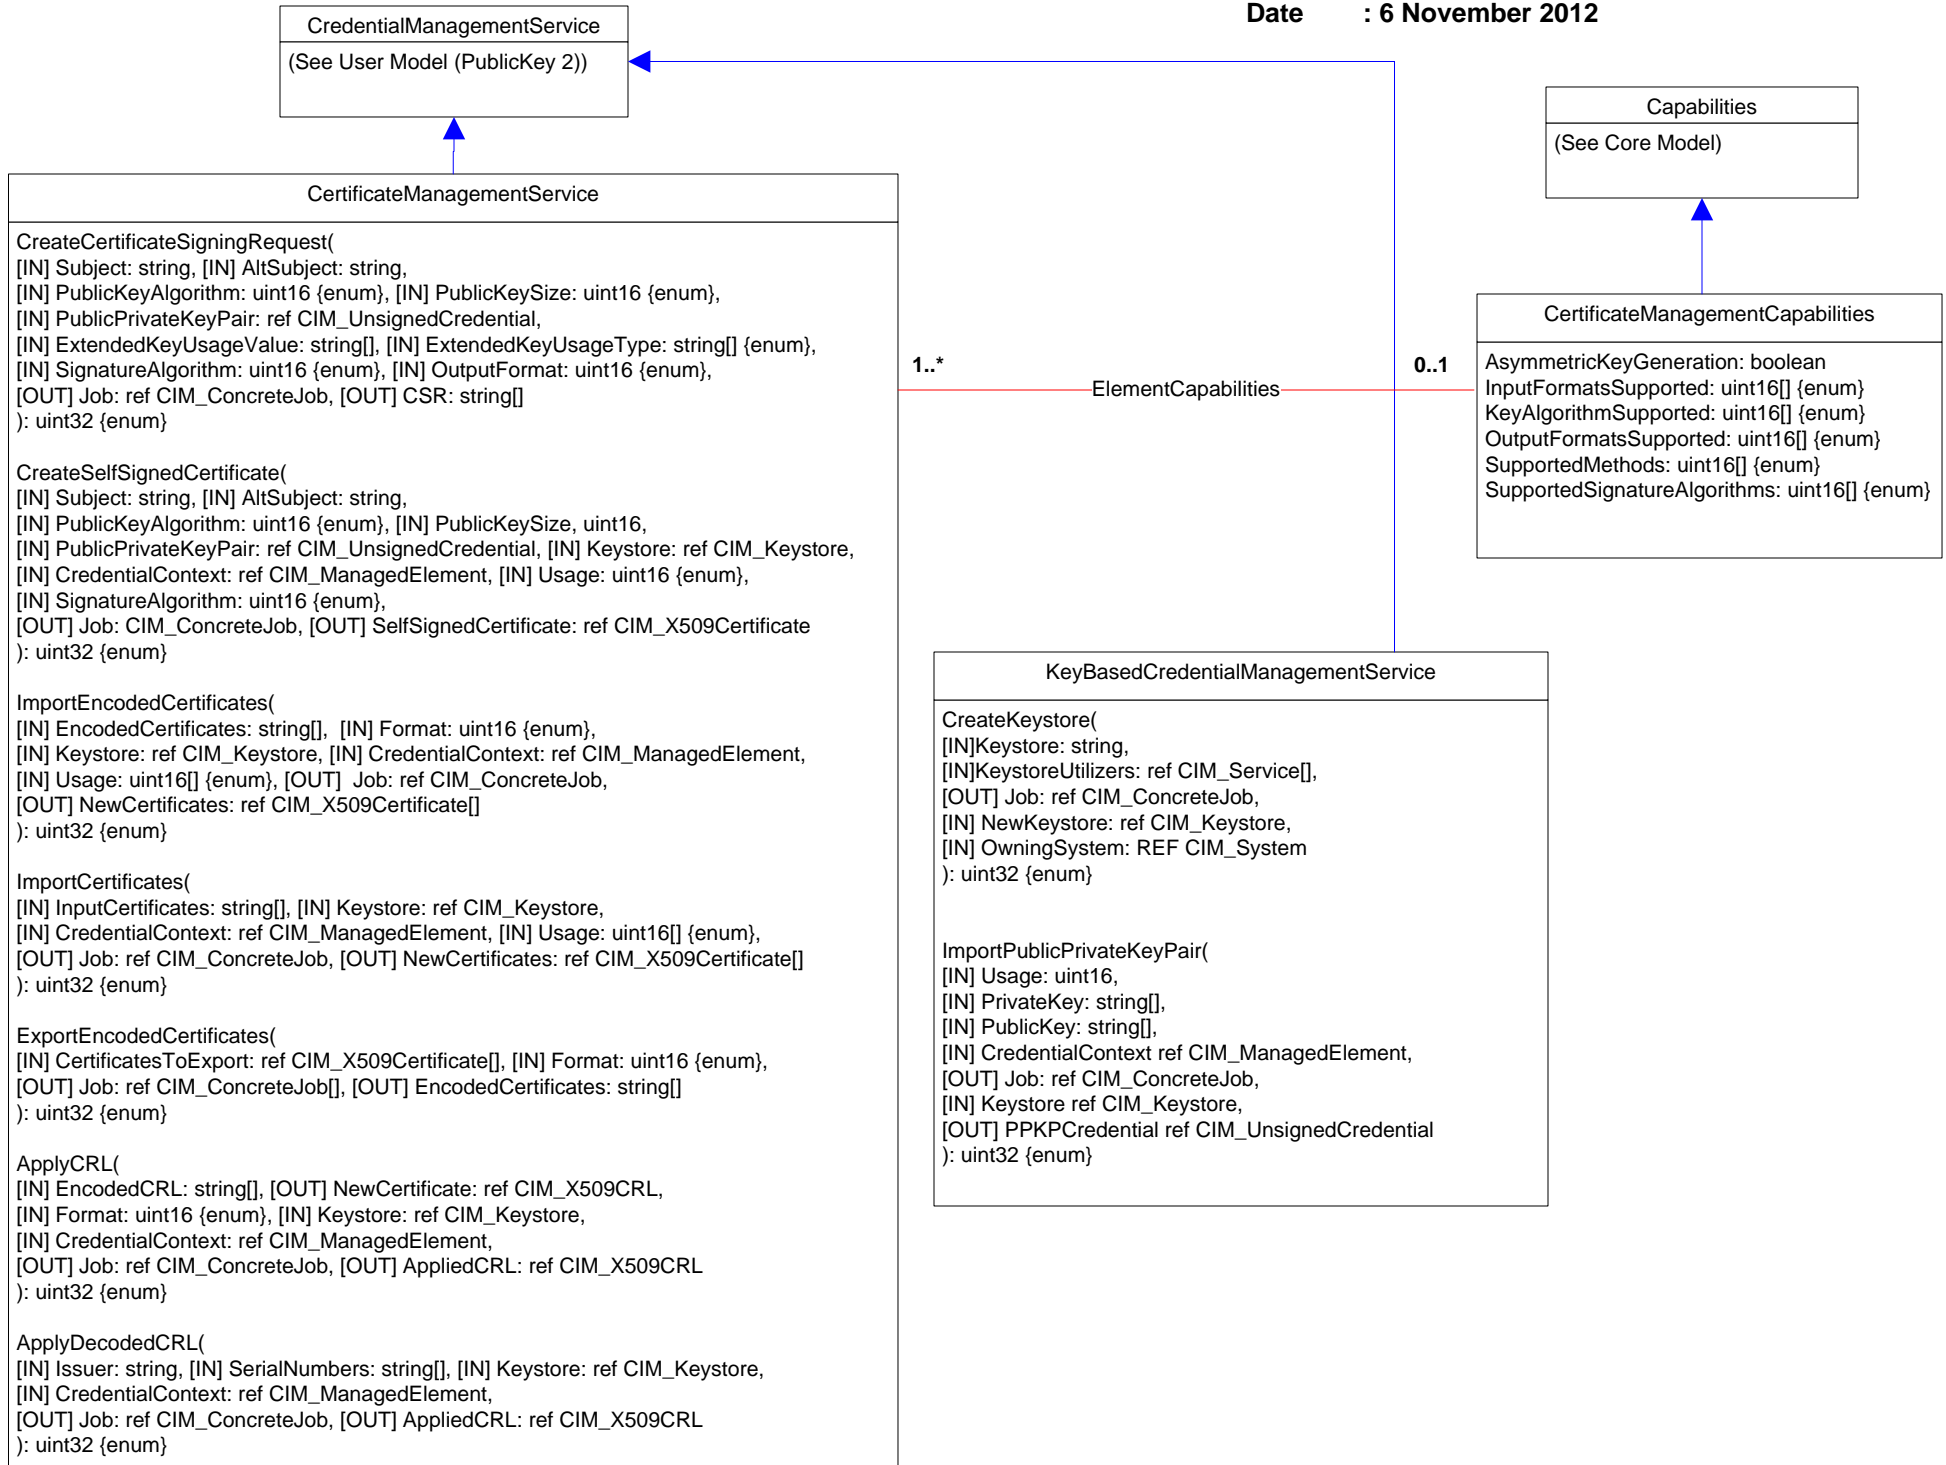 Date : 6 November 2012
CredentialManagementService
(See User Model (PublicKey 2))
Capabilities
(See Core Model)
CertificateManagementService
CreateCertificateSigningRequest(
[IN] Subject: string, [IN] AltSubject: string,
[IN] PublicKeyAlgorithm: uint16 {enum}, [IN] PublicKeySize: uint16 {enum},
[IN] PublicPrivateKeyPair: ref CIM_UnsignedCredential,
[IN] ExtendedKeyUsageValue: string[], [IN] ExtendedKeyUsageType: string[] {enum},
[IN] SignatureAlgorithm: uint16 {enum}, [IN] OutputFormat: uint16 {enum},
[OUT] Job: ref CIM_ConcreteJob, [OUT] CSR: string[]
): uint32 {enum}
CreateSelfSignedCertificate(
[IN] Subject: string, [IN] AltSubject: string,
[IN] PublicKeyAlgorithm: uint16 {enum}, [IN] PublicKeySize, uint16,
[IN] PublicPrivateKeyPair: ref CIM_UnsignedCredential, [IN] Keystore: ref CIM_Keystore,
[IN] CredentialContext: ref CIM_ManagedElement, [IN] Usage: uint16 {enum},
[IN] SignatureAlgorithm: uint16 {enum},
[OUT] Job: CIM_ConcreteJob, [OUT] SelfSignedCertificate: ref CIM_X509Certificate
): uint32 {enum}
ImportEncodedCertificates(
[IN] EncodedCertificates: string[], [IN] Format: uint16 {enum},
[IN] Keystore: ref CIM_Keystore, [IN] CredentialContext: ref CIM_ManagedElement,
[IN] Usage: uint16[] {enum}, [OUT] Job: ref CIM_ConcreteJob,
[OUT] NewCertificates: ref CIM_X509Certificate[]
): uint32 {enum}
ImportCertificates(
[IN] InputCertificates: string[], [IN] Keystore: ref CIM_Keystore,
[IN] CredentialContext: ref CIM_ManagedElement, [IN] Usage: uint16[] {enum},
[OUT] Job: ref CIM_ConcreteJob, [OUT] NewCertificates: ref CIM_X509Certificate[]
): uint32 {enum}
ExportEncodedCertificates(
[IN] CertificatesToExport: ref CIM_X509Certificate[], [IN] Format: uint16 {enum},
[OUT] Job: ref CIM_ConcreteJob[], [OUT] EncodedCertificates: string[]
): uint32 {enum}
ApplyCRL(
[IN] EncodedCRL: string[], [OUT] NewCertificate: ref CIM_X509CRL,
[IN] Format: uint16 {enum}, [IN] Keystore: ref CIM_Keystore,
[IN] CredentialContext: ref CIM_ManagedElement,
[OUT] Job: ref CIM_ConcreteJob, [OUT] AppliedCRL: ref CIM_X509CRL
): uint32 {enum}
ApplyDecodedCRL(
[IN] Issuer: string, [IN] SerialNumbers: string[], [IN] Keystore: ref CIM_Keystore,
[IN] CredentialContext: ref CIM_ManagedElement,
[OUT] Job: ref CIM_ConcreteJob, [OUT] AppliedCRL: ref CIM_X509CRL
): uint32 {enum}
1..*
ElementCapabilities
0..1
CertificateManagementCapabilities
AsymmetricKeyGeneration: boolean
InputFormatsSupported: uint16[] {enum}
KeyAlgorithmSupported: uint16[] {enum}
OutputFormatsSupported: uint16[] {enum}
SupportedMethods: uint16[] {enum}
SupportedSignatureAlgorithms: uint16[] {enum}
KeyBasedCredentialManagementService
CreateKeystore(
[IN]Keystore: string,
[IN]KeystoreUtilizers: ref CIM_Service[],
[OUT] Job: ref CIM_ConcreteJob,
[IN] NewKeystore: ref CIM_Keystore,
[IN] OwningSystem: REF CIM_System
): uint32 {enum}
ImportPublicPrivateKeyPair(
[IN] Usage: uint16,
[IN] PrivateKey: string[],
[IN] PublicKey: string[],
[IN] CredentialContext ref CIM_ManagedElement,
[OUT] Job: ref CIM_ConcreteJob,
[IN] Keystore ref CIM_Keystore,
[OUT] PPKPCredential ref CIM_UnsignedCredential
): uint32 {enum}